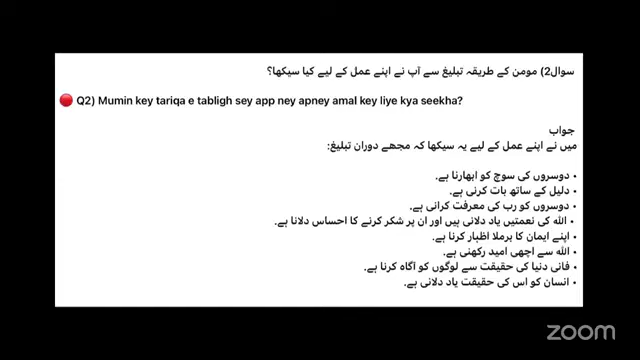 سوال2) مومن کے طریقہ تبلیغ سے آپ نے اپنے عمل کے لیے کیا سیکھا؟
Q2) Mumin key tariqa e tabligh sey app ney apney amal key liye kya seekha?
جواب
میں نے اپنے عمل کے لیے یہ سیکھا کہ مجھے دوران تبلیغ:
• دوسروں کی سوچ کو ابھارنا ہے۔
• دلیل کے ساتھ بات کرنی ہے۔
• دوسروں کو رب کی معرفت کرانی ہے۔
• اللہ کی نعمتیں یاد دلانی ہیں اور ان پر شکر کرنے کا احساس دلانا ہے۔
• اپنے ایمان کا برملا اظہار کرنا ہے۔
• اللہ سے اچھی امید رکھنی ہے۔
• فانی دنیا کی حقیقت سے لوگوں کو آگاہ کرنا ہے۔
• انسان کو اس کی حقیقت یاد دلانی ہے۔
zoom